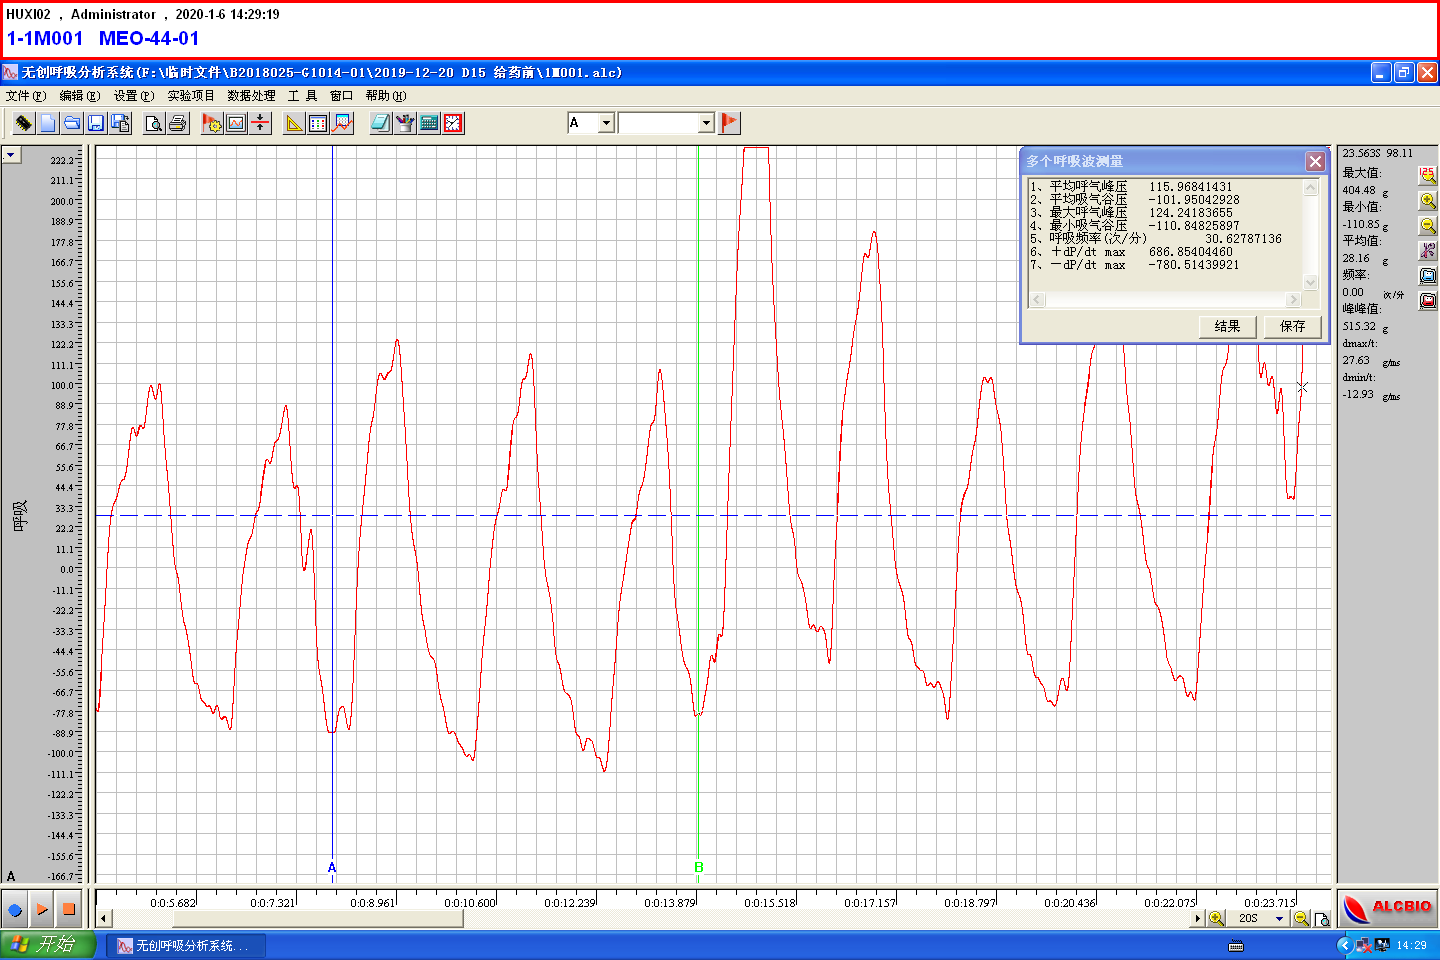 HUXI02 , Administrator , 2020-1-6 14:29:19
1-1M001 MEO-44-01
无创呼吸分析系统(F:\临时文件\B2018025-G1014-01\2019-12-20 D15 给药前\1M001.alc)
文件(F) 编辑(E) 设置(P) 实验项目 数据处理 工 具 窗口 帮助(H)
A
222.2
211.1
200.0
188.9
177.8
166.7
155.6
144.4
133.3
122.2
111.1
100.0
88.9
77.8
66.7
55.6
44.4
33.3
22.2
11.1
0.0
-11.1
-22.2
-33.3
-44.4
-55.6
-66.7
-77.8
-88.9
-100.0
-111.1
-122.2
-133.3
-144.4
-155.6
-166.7
呼吸
A
A
B
多个呼吸波测量
1、平均呼气峰压 115.96841431
2、平均吸气谷压 -101.95042928
3、最大呼气峰压 124.24183655
4、最小吸气谷压 -110.84825897
5、呼吸频率(次/分) 30.62787136
6、＋dP/dt max 686.85404460
7、－dP/dt max -780.51439921
结果 保存
23.563S 98.11
最大值:
404.48 g
最小值:
-110.85 g
平均值:
28.16 g
频率:
0.00 次/分
峰峰值:
515.32 g
dmax/t:
27.63 g/ms
dmin/t:
-12.93 g/ms
0:0:5.682 0:0:7.321 0:0:8.961 0:0:10.600 0:0:12.239 0:0:13.879 0:0:15.518 0:0:17.157 0:0:18.797 0:0:20.436 0:0:22.075 0:0:23.715
20S
ALCBIO
开始 无创呼吸分析系统... 14:29